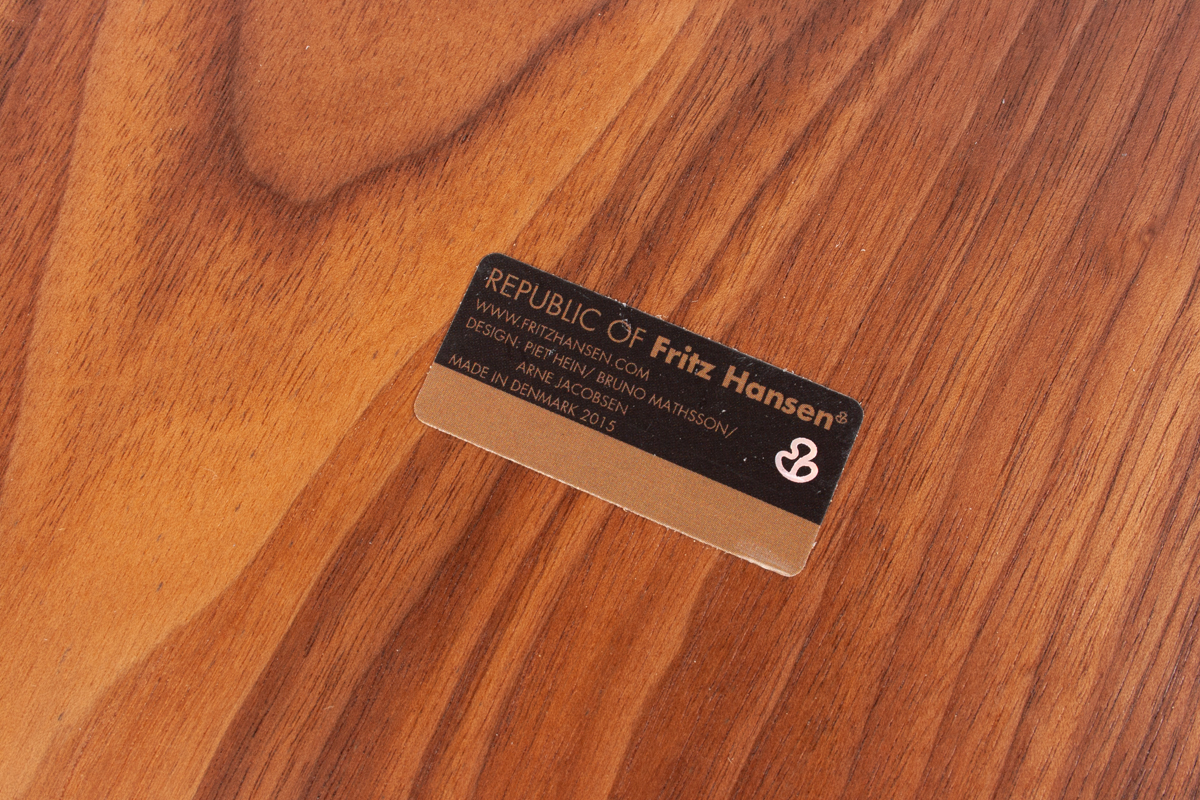 REPUBLIC OF Fritz Hansen
WWW.FRITZHANSEN.COM
DESIGN: PIET HEIN/ BRUNO MATHSSON/
ARNE JACOBSEN
MADE IN DENMARK 2015